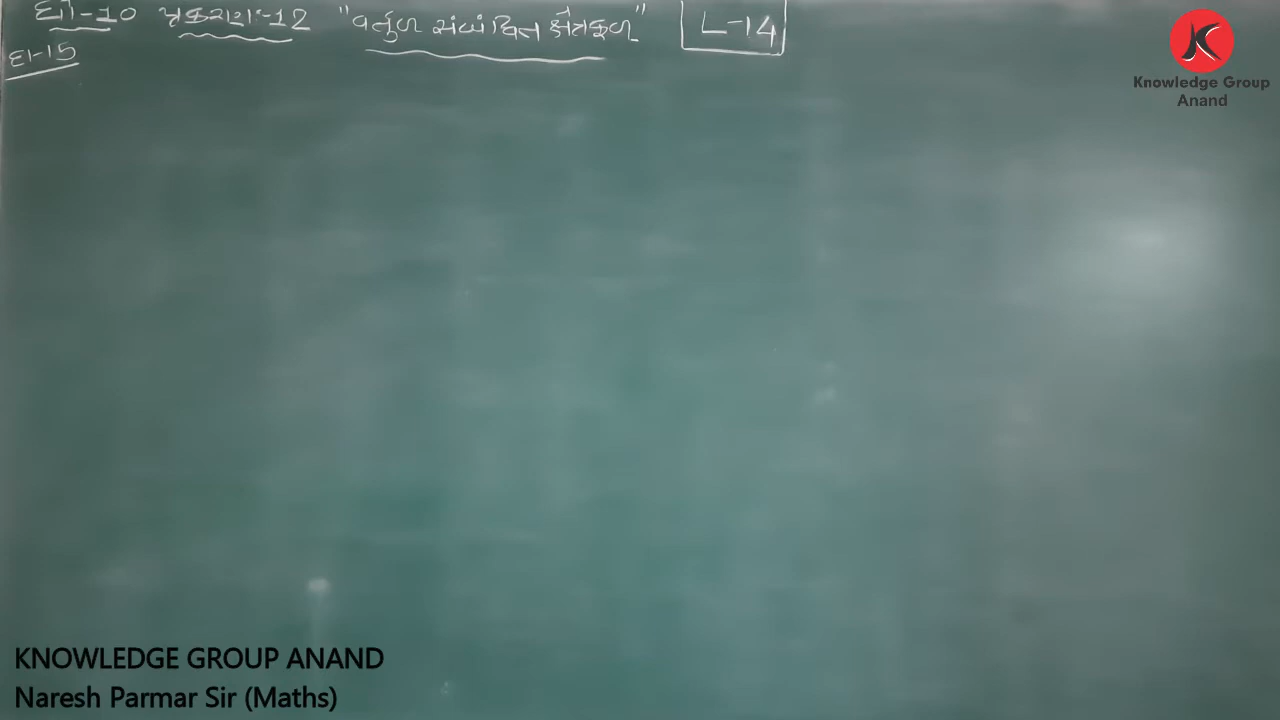 ધો-10 પ્રકરણ:-12 "વર્તુળ સંબંધિત ક્ષેત્રફળ" L-14
દા-15
Knowledge Group
Anand
KNOWLEDGE GROUP ANAND
Naresh Parmar Sir (Maths)